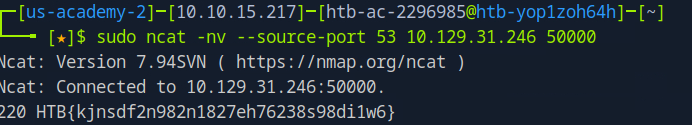 [us-academy-2]─[10.10.15.217]─[htb-ac-2296985@htb-yop1zoh64h]─[~]
[★]$ sudo ncat -nv --source-port 53 10.129.31.246 50000
Ncat: Version 7.94SVN ( https://nmap.org/ncat )
Ncat: Connected to 10.129.31.246:50000.
220 HTB{kjnsdf2n982n1827eh76238s98di1w6}